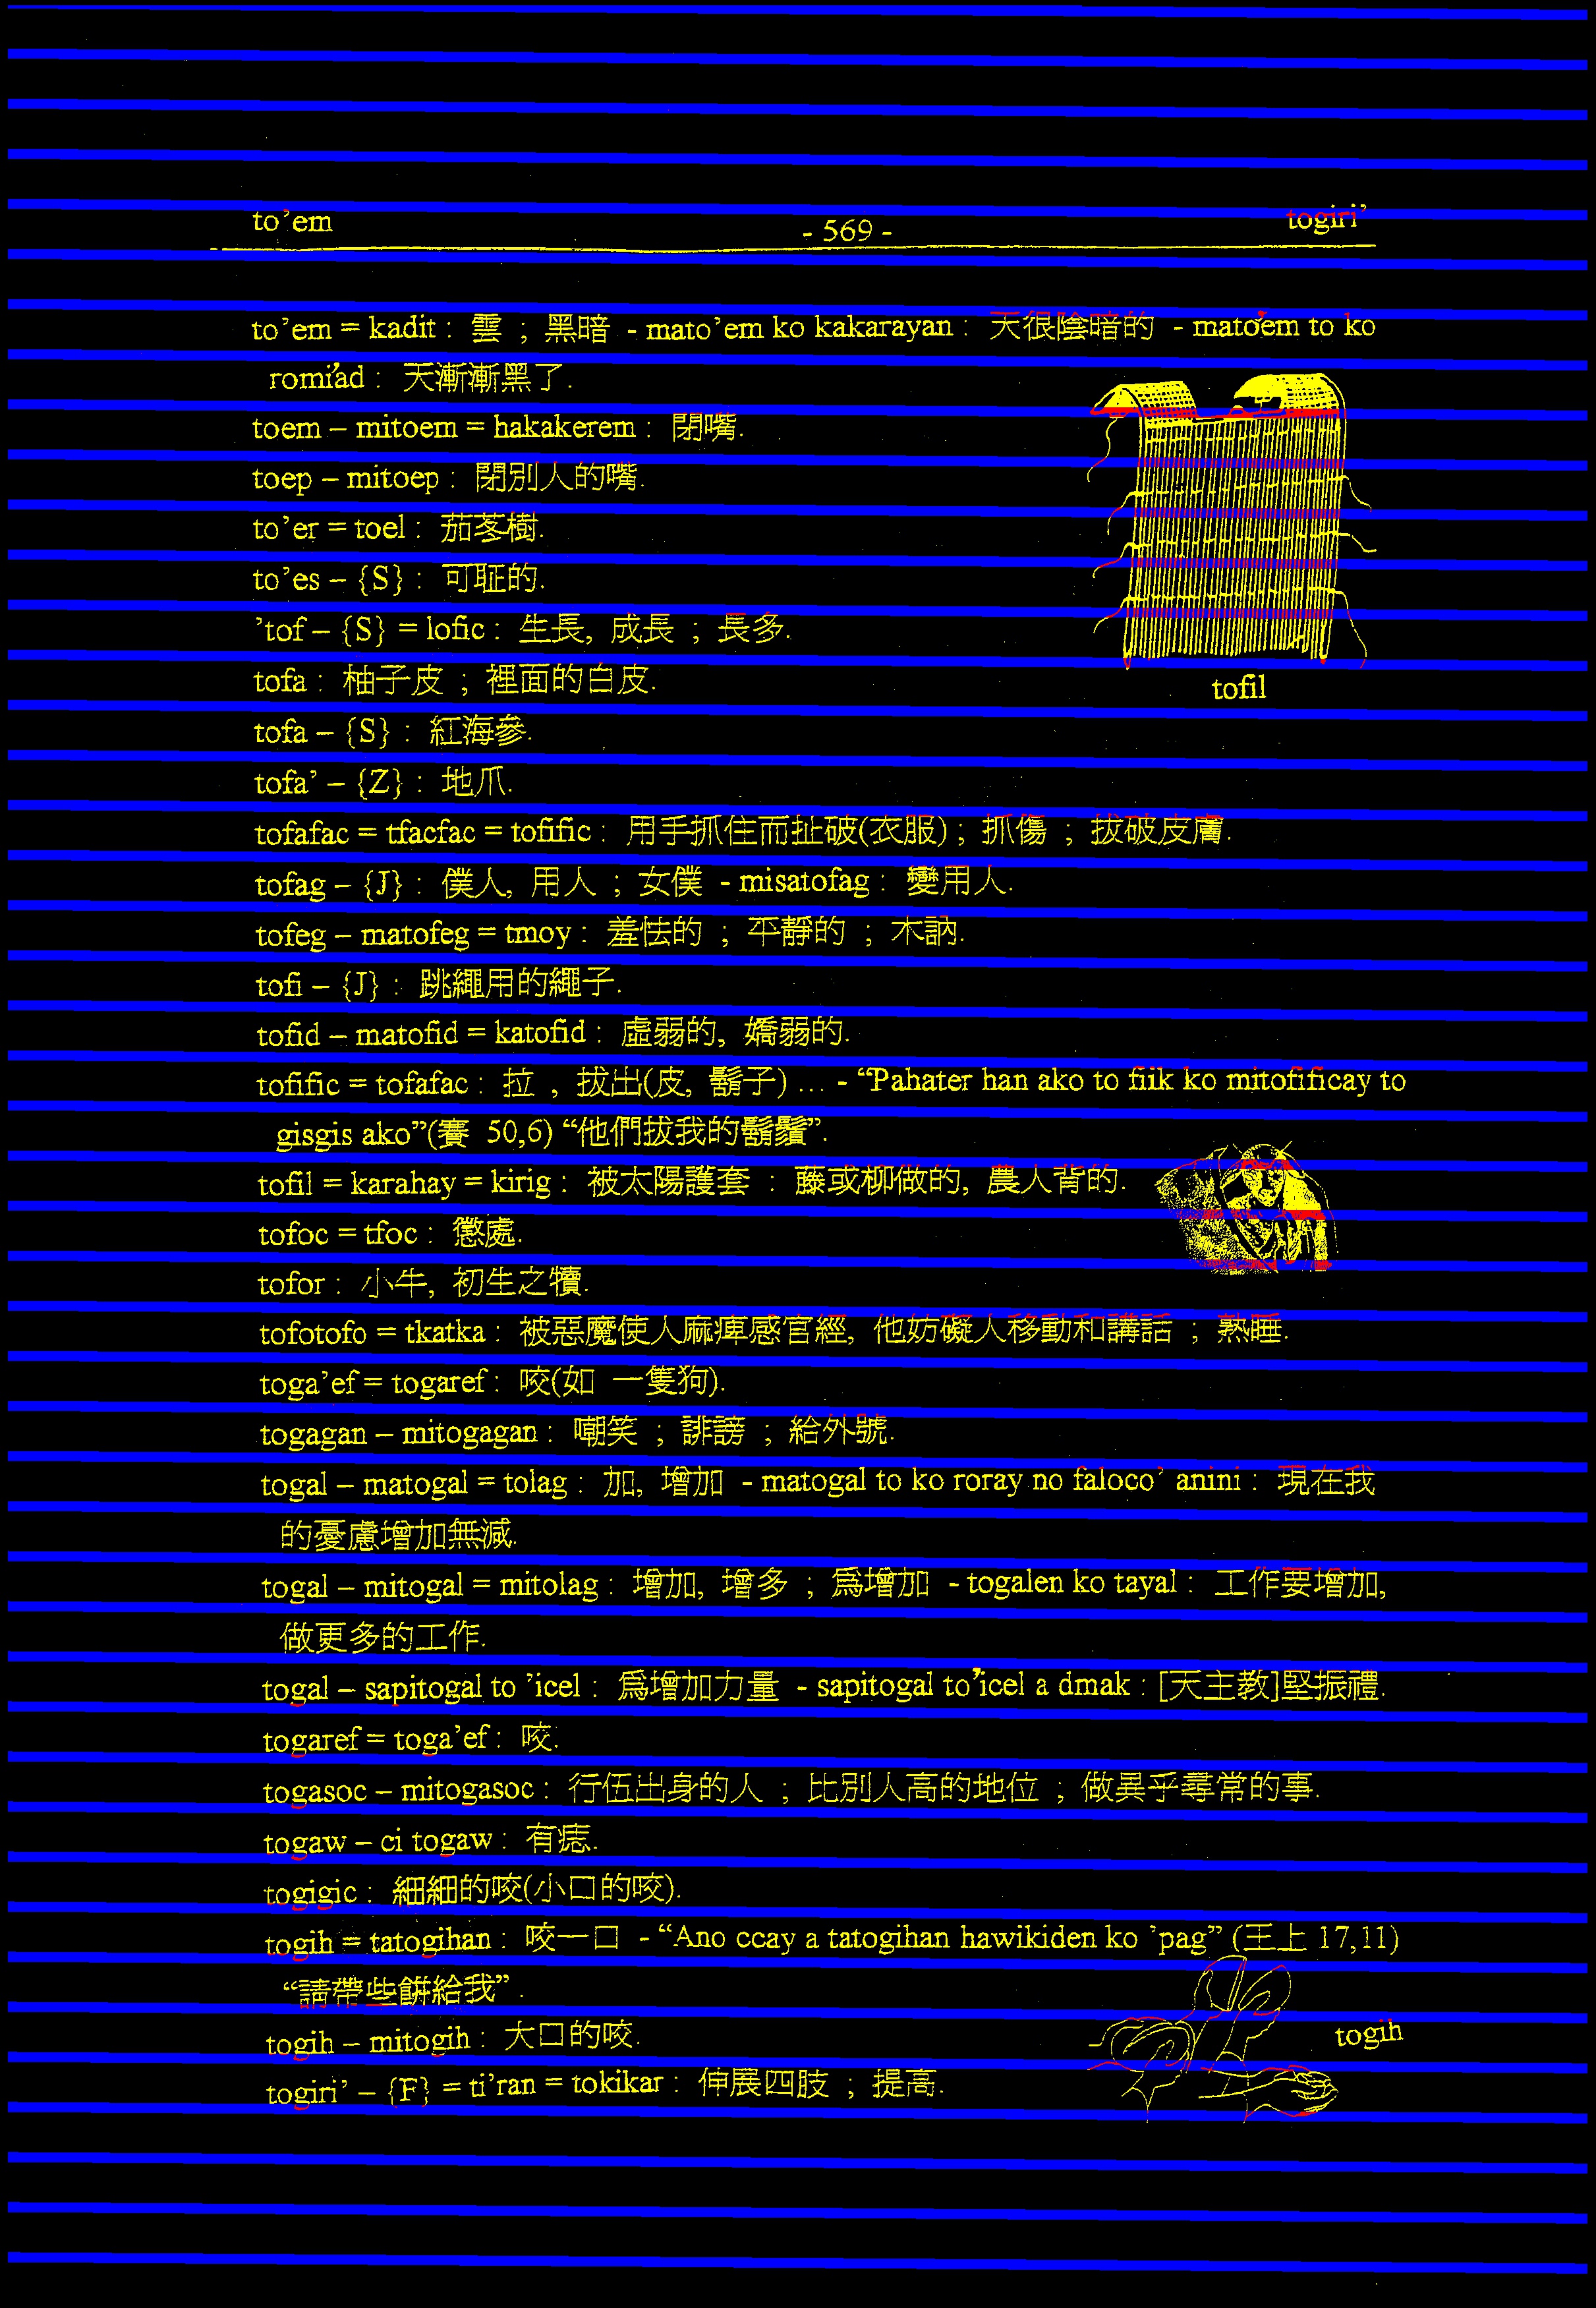 to’em - 569 - togiri’
to’em = kadit : 雲 ; 黑暗 - mato’em ko kakarayan : 天很陰暗的 - mato’em to ko
romi’ad : 天漸漸黑了.
toem – mitoem = hakakerem : 閉嘴.
toep – mitoep : 閉別人的嘴.
to’er = toel : 茄苳樹.
to’es – {S} : 可耻的.
’tof – {S} = lofic : 生長, 成長 ; 長多.
tofa : 柚子皮 ; 裡面的白皮.
tofil
tofa – {S} : 紅海參.
tofa’ – {Z} : 地爪.
tofafac = tfacfac = tofific : 用手抓住而扯破(衣服) ; 抓傷 ; 拔破皮膚.
tofag – {J} : 僕人, 用人 ; 女僕 - misatofag : 變用人.
tofeg – matofeg = tmoy : 羞怯的 ; 平靜的 ; 木訥.
tofi – {J} : 跳繩用的繩子.
tofid – matofid = katofid : 虛弱的, 嬌弱的.
tofific = tofafac : 拉 , 拔出(皮, 鬍子) ... - “Pahater han ako to fiik ko mitofificay to
gisgis ako”(賽 50,6) “他們拔我的鬍鬚”.
tofil = karahay = kirig : 被太陽護套 : 藤或柳做的, 農人背的.
tofoc = tfoc : 懲處.
tofor : 小牛, 初生之犢.
tofotofo = tkatka : 被惡魔使人麻痺感官經, 他妨礙人移動和講話 ; 熟睡.
toga’ef = togaref : 咬(如 一隻狗).
togagan – mitogagan : 嘲笑 ; 誹謗 ; 給外號.
togal – matogal = tolag : 加, 增加 - matogal to ko roray no faloco’ anini : 現在我
的憂慮增加無減.
togal – mitogal = mitolag : 增加, 增多 ; 爲增加 - togalen ko tayal : 工作要增加,
做更多的工作.
togal – sapitogal to ’icel : 爲增加力量 - sapitogal to’icel a dmak : [天主教]堅振禮.
togaref = toga’ef : 咬.
togasoc – mitogasoc : 行伍出身的人 ; 比別人高的地位 ; 做異乎尋常的事.
togaw – ci togaw : 有痣.
togigic : 細細的咬(小口的咬).
togih = tatogihan : 咬一口 - “Ano ccay a tatogihan hawikiden ko ’pag” (王上 17,11)
“請帶些餅給我”.
togih – mitogih : 大口的咬.
togih
togiri’ – {F} = ti’ran = tokikar : 伸展四肢 ; 提高.